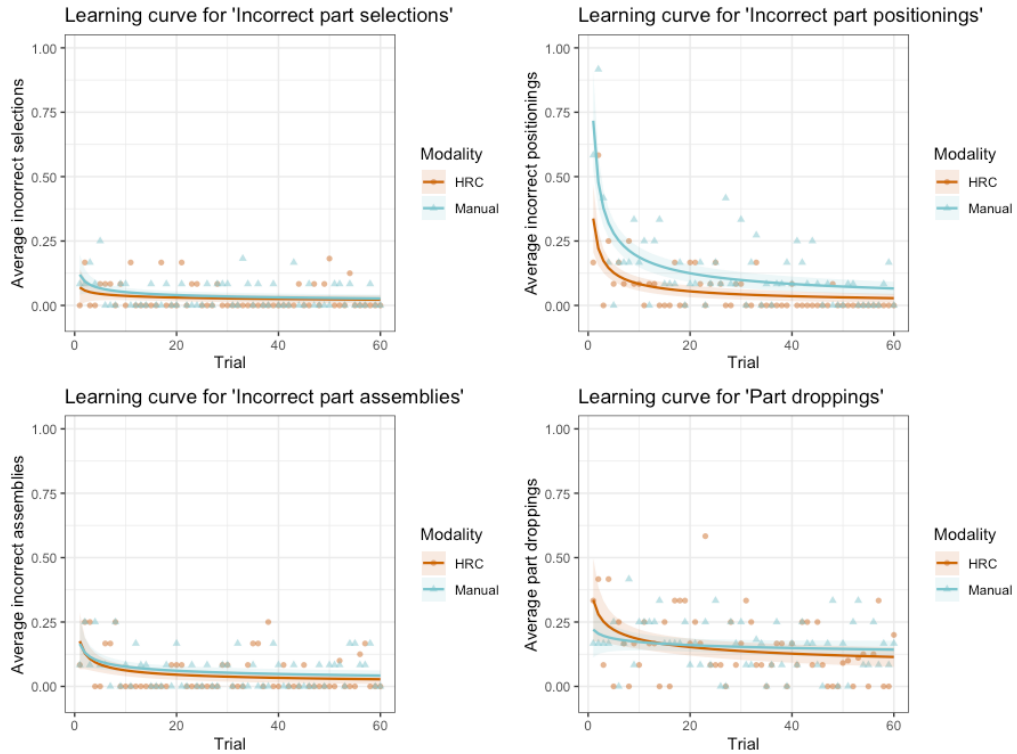 Learning curve for 'Incorrect part selections'
Average incorrect selections
1.00
0.75
0.50
0.25
0.00
0
20
40
60
Trial
Modality
HRC
Manual
Learning curve for 'Incorrect part positionings'
Average incorrect positionings
1.00
0.75
0.50
0.25
0.00
0
20
40
60
Trial
Modality
HRC
Manual
Learning curve for 'Incorrect part assemblies'
Average incorrect assemblies
1.00
0.75
0.50
0.25
0.00
0
20
40
60
Trial
Modality
HRC
Manual
Learning curve for 'Part droppings'
Average part droppings
1.00
0.75
0.50
0.25
0.00
0
20
40
60
Trial
Modality
HRC
Manual